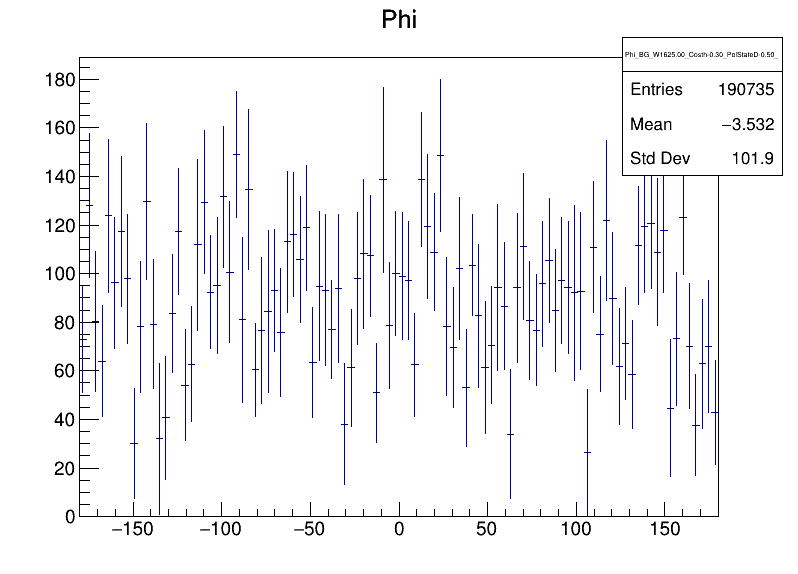 Phi
Phi_BG_W1625.00_Costh-0.30_PolStateD-0.50_
Entries 190735
Mean −3.532
Std Dev 101.9
180
160
140
120
100
80
60
40
20
0
−150 −100 −50 0 50 100 150